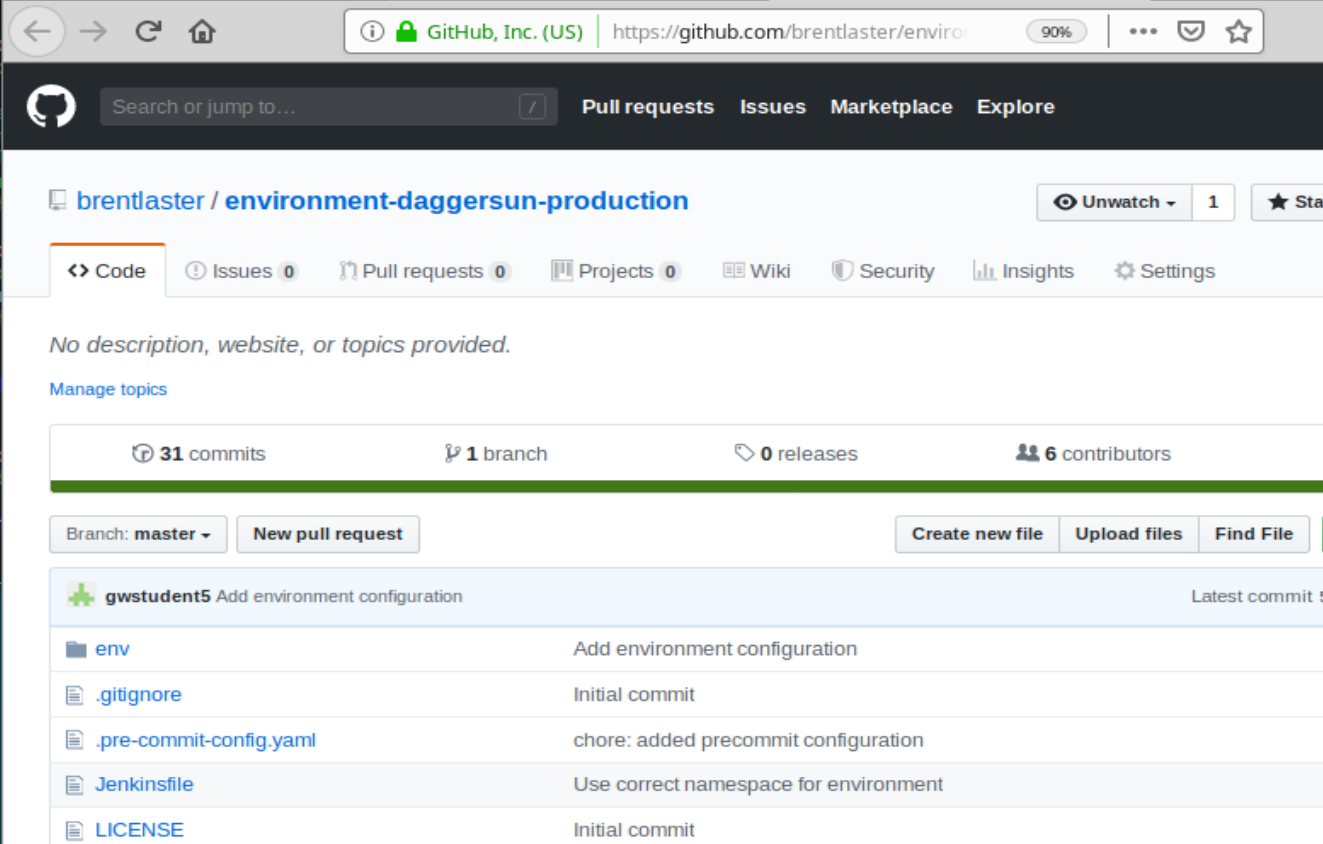 GitHub, Inc. (US) https://github.com/brentlaster/enviro 90%
Search or jump to… / Pull requests Issues Marketplace Explore
brentlaster / environment-daggersun-production Unwatch 1
Code Issues 0 Pull requests 0 Projects 0 Wiki Security Insights Settings
No description, website, or topics provided.
Manage topics
31 commits 1 branch 0 releases 6 contributors
Branch: master New pull request Create new file Upload files Find File
gwstudent5 Add environment configuration Latest commit
env Add environment configuration
.gitignore Initial commit
.pre-commit-config.yaml chore: added precommit configuration
Jenkinsfile Use correct namespace for environment
LICENSE Initial commit